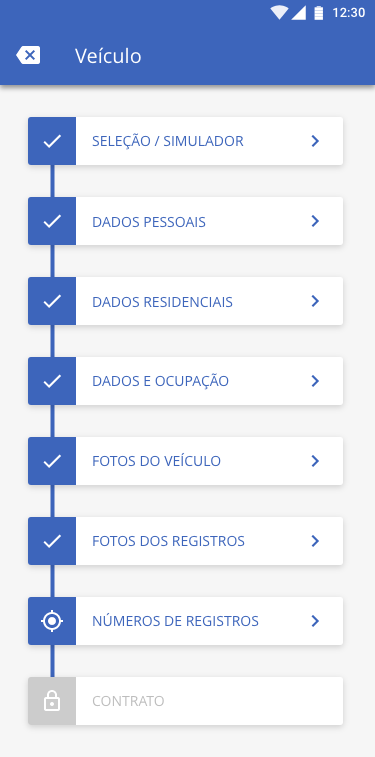 12:30
Veículo
SELEÇÃO / SIMULADOR
DADOS PESSOAIS
DADOS RESIDENCIAIS
DADOS E OCUPAÇÃO
FOTOS DO VEÍCULO
FOTOS DOS REGISTROS
NÚMEROS DE REGISTROS
CONTRATO